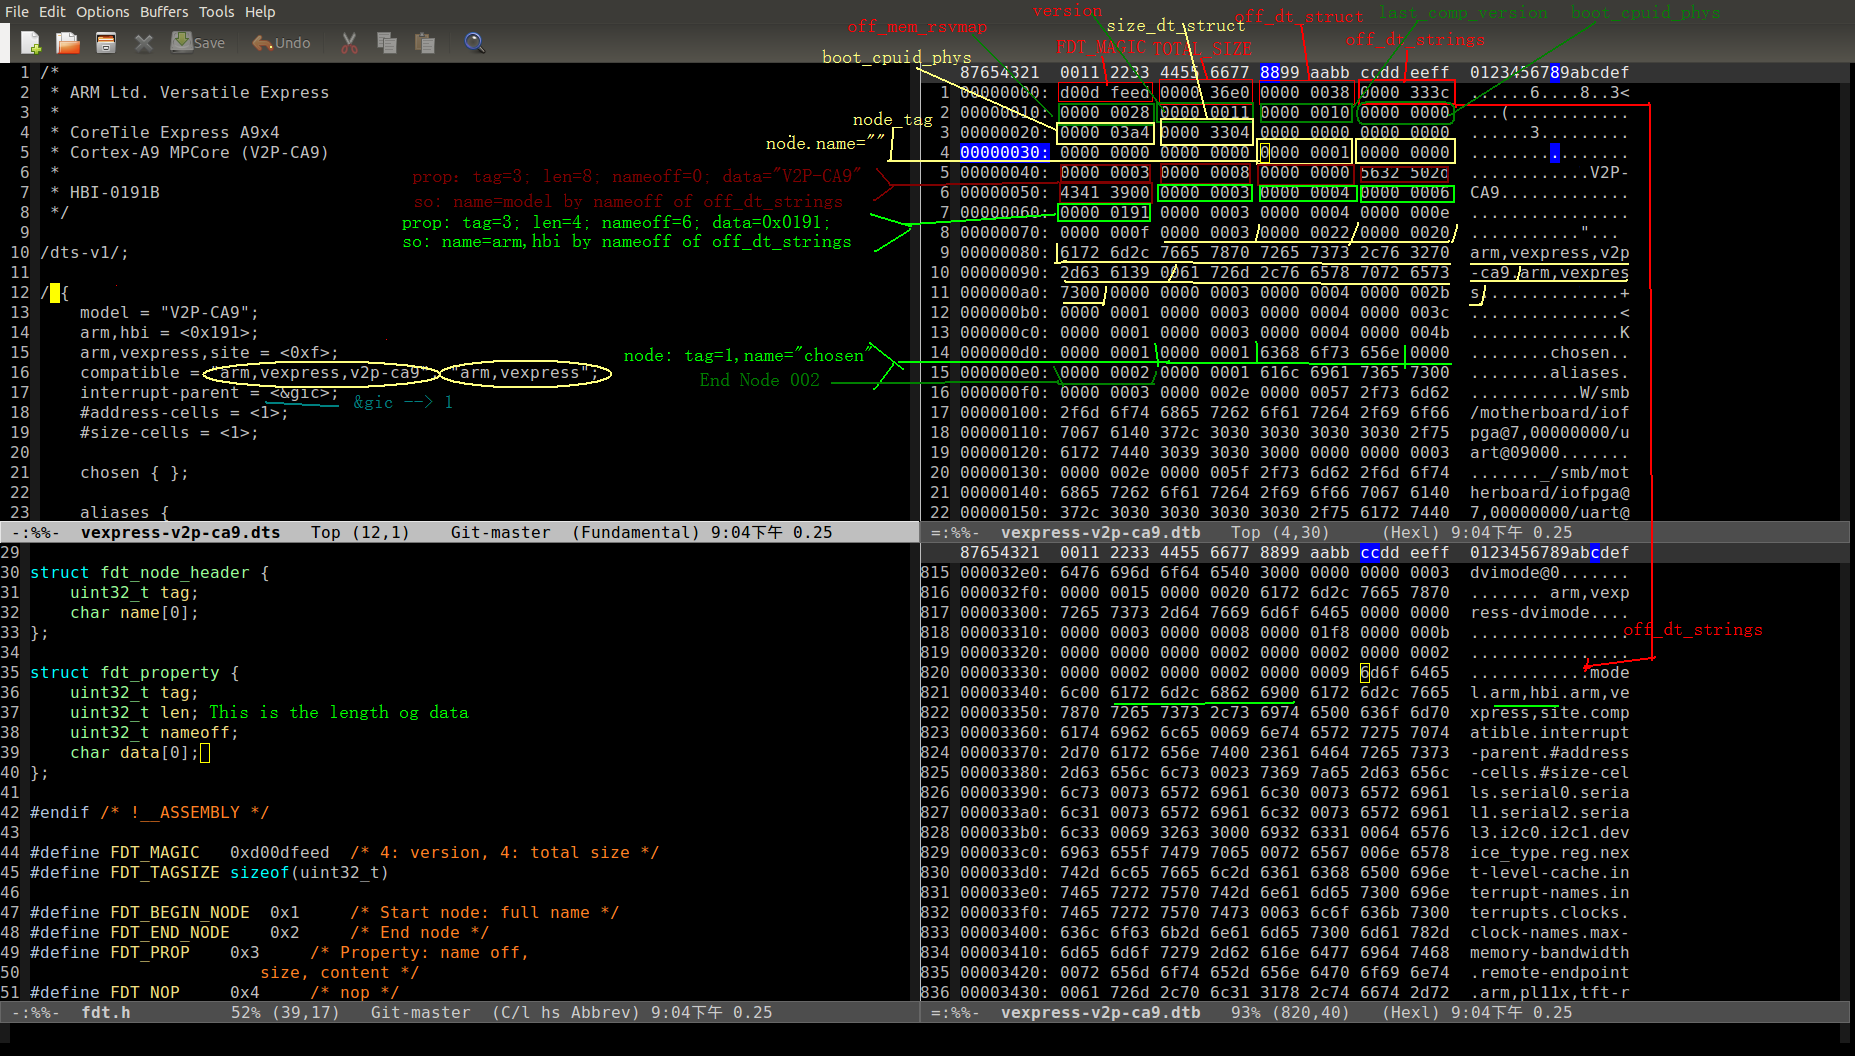 File Edit Options Buffers Tools Help
Save Undo
off_mem_rsvmap
version
size_dt_struct
off_dt_struct
last_comp_version
boot_cpuid_phys
off_dt_strings
FDT_MAGIC TOTAL SIZE
boot_cpuid_phys
node_tag
node.name=""
prop: tag=3; len=8; nameoff=0; data="V2P-CA9"
so: name=model by nameoff of off_dt_strings
prop: tag=3; len=4; nameoff=6; data=0x0191;
so: name=arm,hbi by nameoff of off_dt_strings
node: tag=1,name="chosen"
End Node 002
&gic --> 1
1 /*
2 * ARM Ltd. Versatile Express
3 *
4 * CoreTile Express A9x4
5 * Cortex-A9 MPCore (V2P-CA9)
6 *
7 * HBI-0191B
8 */
9
10 /dts-v1/;
11
12 / {
13 model = "V2P-CA9";
14 arm,hbi = <0x191>;
15 arm,vexpress,site = <0xf>;
16 compatible = "arm,vexpress,v2p-ca9", "arm,vexpress";
17 interrupt-parent = <&gic>;
18 #address-cells = <1>;
19 #size-cells = <1>;
20
21 chosen { };
22
23 aliases {
-:%%- vexpress-v2p-ca9.dts Top (12,1) Git-master (Fundamental) 9:04下午 0.25
87654321 0011 2233 4455 6677 8899 aabb ccdd eeff 0123456789abcdef
1 00000000: d00d feed 0000 36e0 0000 0038 0000 333c ......6....8..3<
2 00000010: 0000 0028 0000 0011 0000 0010 0000 0000 ...(............
3 00000020: 0000 03a4 0000 3304 0000 0000 0000 0000 ......3.........
4 00000030: 0000 0000 0000 0000 0000 0001 0000 0000 ................
5 00000040: 0000 0003 0000 0008 0000 0000 5632 502d ............V2P-
6 00000050: 4341 3900 0000 0003 0000 0004 0000 0006 CA9.............
7 00000060: 0000 0191 0000 0003 0000 0004 0000 000e ................
8 00000070: 0000 000f 0000 0003 0000 0022 0000 0020 ..........."...
9 00000080: 6172 6d2c 7665 7870 7265 7373 2c76 3270 arm,vexpress,v2p
10 00000090: 2d63 6139 0061 726d 2c76 6578 7072 6573 -ca9.arm,vexpres
11 000000a0: 7300 0000 0000 0003 0000 0004 0000 002b s..............+
12 000000b0: 0000 0001 0000 0003 0000 0004 0000 003c ...............<
13 000000c0: 0000 0001 0000 0003 0000 0004 0000 004b ...............K
14 000000d0: 0000 0001 0000 0001 6368 6f73 656e 0000 ........chosen..
15 000000e0: 0000 0002 0000 0001 616c 6961 7365 7300 ........aliases.
16 000000f0: 0000 0003 0000 002e 0000 0057 2f73 6d62 ...........W/smb
17 00000100: 2f6d 6f74 6865 7262 6f61 7264 2f69 6f66 /motherboard/iof
18 00000110: 7067 6140 372c 3030 3030 3030 3030 2f75 pga@7,00000000/u
19 00000120: 6172 7440 3039 3030 3000 0000 0000 0003 art@09000.......
20 00000130: 0000 002e 0000 005f 2f73 6d62 2f6d 6f74 ......._/smb/mot
21 00000140: 6865 7262 6f61 7264 2f69 6f66 7067 6140 herboard/iofpga@
22 00000150: 372c 3030 3030 3030 3030 2f75 6172 7440 7,00000000/uart@
=:%%- vexpress-v2p-ca9.dtb Top (4,30) (Hexl) 9:04下午 0.25
29
30 struct fdt_node_header {
31 uint32_t tag;
32 char name[0];
33 };
34
35 struct fdt_property {
36 uint32_t tag;
37 uint32_t len; This is the length og data
38 uint32_t nameoff;
39 char data[0];
40 };
41
42 #endif /* !__ASSEMBLY */
43
44 #define FDT_MAGIC 0xd00dfeed /* 4: version, 4: total size */
45 #define FDT_TAGSIZE sizeof(uint32_t)
46
47 #define FDT_BEGIN_NODE 0x1 /* Start node: full name */
48 #define FDT_END_NODE 0x2 /* End node */
49 #define FDT_PROP 0x3 /* Property: name off,
50 size, content */
51 #define FDT_NOP 0x4 /* nop */
-:%%- fdt.h 52% (39,17) Git-master (C/l hs Abbrev) 9:04下午 0.25
87654321 0011 2233 4455 6677 8899 aabb ccdd eeff 0123456789abcdef
815 000032e0: 6476 696d 6f64 6540 3000 0000 0000 0003 dvimode@0.......
816 000032f0: 0000 0015 0000 0020 6172 6d2c 7665 7870 ....... arm,vexp
817 00003300: 7265 7373 2d64 7669 6d6f 6465 0000 0000 ress-dvimode....
818 00003310: 0000 0003 0000 0008 0000 01f8 0000 000b ................
819 00003320: 0000 0000 0000 0002 0000 0002 0000 0002 ................
820 00003330: 0000 0002 0000 0002 0000 0009 6d6f 6465 ............mode
821 00003340: 6c00 6172 6d2c 6862 6900 6172 6d2c 7665 l.arm,hbi.arm,ve
822 00003350: 7870 7265 7373 2c73 6974 6500 636f 6d70 xpress,site.comp
823 00003360: 6174 6962 6c65 0069 6e74 6572 7275 7074 atible.interrupt
824 00003370: 2d70 6172 656e 7400 2361 6464 7265 7373 -parent.#address
825 00003380: 2d63 656c 6c73 0023 7369 7a65 2d63 656c -cells.#size-cel
826 00003390: 6c73 0073 6572 6961 6c30 0073 6572 6961 ls.serial0.seria
827 000033a0: 6c31 0073 6572 6961 6c32 0073 6572 6961 l1.serial2.seria
828 000033b0: 6c33 0069 3263 3000 6932 6331 0064 6576 l3.i2c0.i2c1.dev
829 000033c0: 6963 655f 7479 7065 0072 6567 006e 6578 ice_type.reg.nex
830 000033d0: 742d 6c65 7665 6c2d 6361 6368 6500 696e t-level-cache.in
831 000033e0: 7465 7272 7570 742d 6e61 6d65 7300 696e terrupt-names.in
832 000033f0: 7465 7272 7570 7473 0063 6c6f 636b 7300 terrupts.clocks.
833 00003400: 636c 6f63 6b2d 6e61 6d65 7300 6d61 782d clock-names.max-
834 00003410: 6d65 6d6f 7279 2d62 616e 6477 6964 7468 memory-bandwidth
835 00003420: 0072 656d 6f74 652d 656e 6470 6f69 6e74 .remote-endpoint
836 00003430: 0061 726d 2c70 6c31 3178 2c74 6674 2d72 .arm,pl11x,tft-r
off_dt_strings
=:%%- vexpress-v2p-ca9.dtb 93% (820,40) (Hexl) 9:04下午 0.25